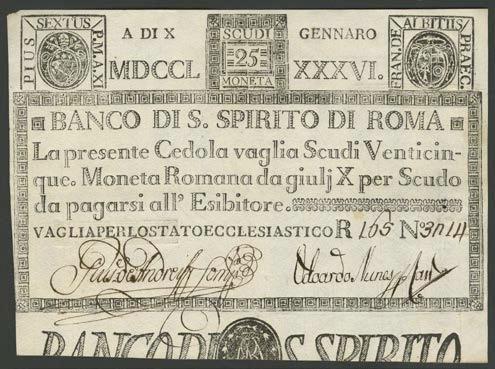 PIUS SEXTUS P.M.A.XI
A DI X
MDCCL
SCUDI
25
MONETA
GENNARO
XXXVI.
FRAN.DE ALBITIIS PRAEC.
BANCO DI S. SPIRITO DI ROMA
La presente Cedola vaglia Scudi Venticin-
que. Moneta Romana da giulj X per Scudo
da pagarsi all' Esibitore.
VAGLIA PER LO STATO ECCLESIASTICO R 165 N° 3014
BANCO DI S. SPIRITO